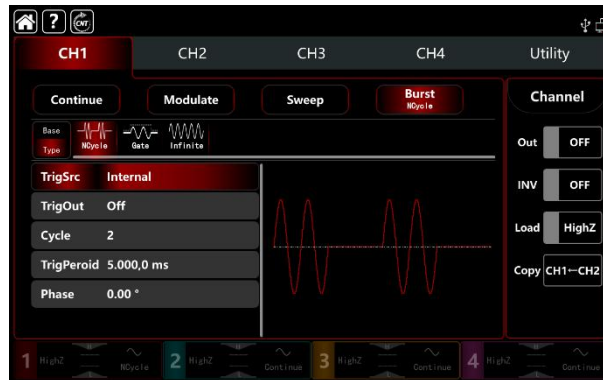 ? CNT
CH1 CH2 CH3 CH4 Utility
Continue Modulate Sweep Burst NCycle Channel
Base
Type NCycle Gate Infinite
Out OFF
TrigSrc Internal
INV OFF
TrigOut Off
Cycle 2
Load HighZ
TrigPeroid 5.000,0 ms
Copy CH1←CH2
Phase 0.00 °
1 HighZ NCycle 2 HighZ Continue 3 HighZ Continue 4 HighZ Continue